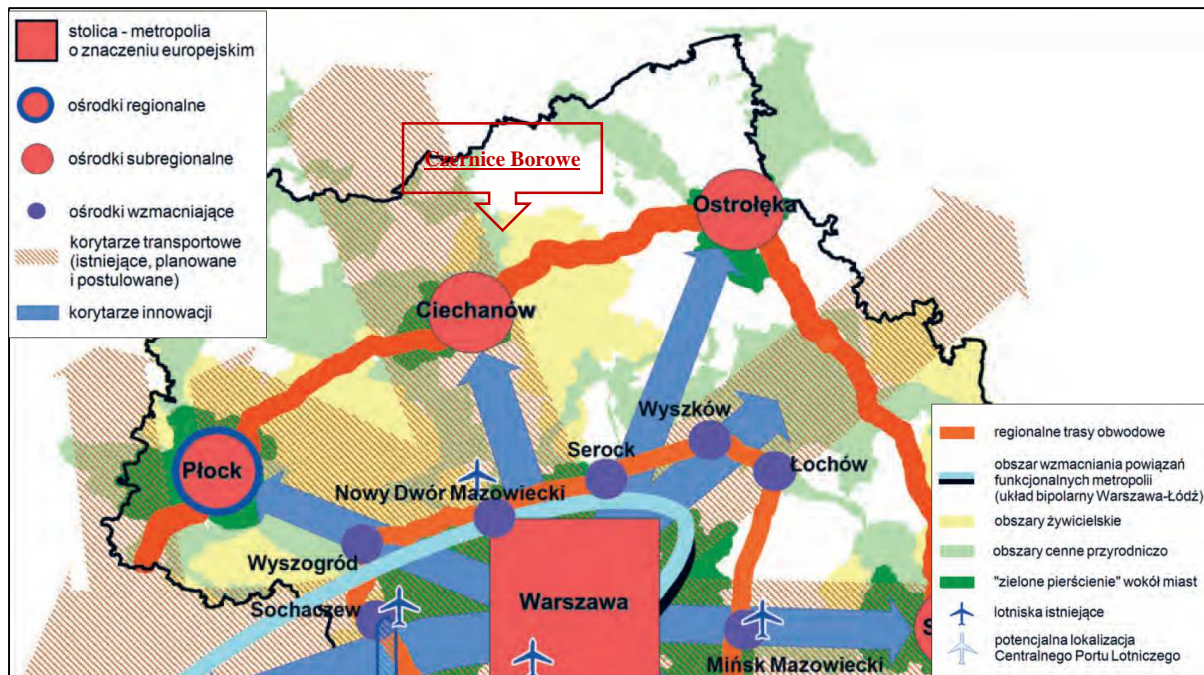 stolica - metropolia
o znaczeniu europejskim
ośrodki regionalne
ośrodki subregionalne
ośrodki wzmacniające
korytarze transportowe
(istniejące, planowane
i postulowane)
korytarze innowacji
Czernice Borowe
Ostrołęka
Ciechanów
Wyszków
Serock
Łochów
Płock
Nowy Dwór Mazowiecki
Wyszogród
Sochaczew
Warszawa
Mińsk Mazowiecki
S
regionalne trasy obwodowe
obszar wzmacniania powiązań
funkcjonalnych metropolii
(układ bipolarny Warszawa-Łódź)
obszary żywicielskie
obszary cenne przyrodniczo
"zielone pierścienie" wokół miast
lotniska istniejące
potencjalna lokalizacja
Centralnego Portu Lotniczego